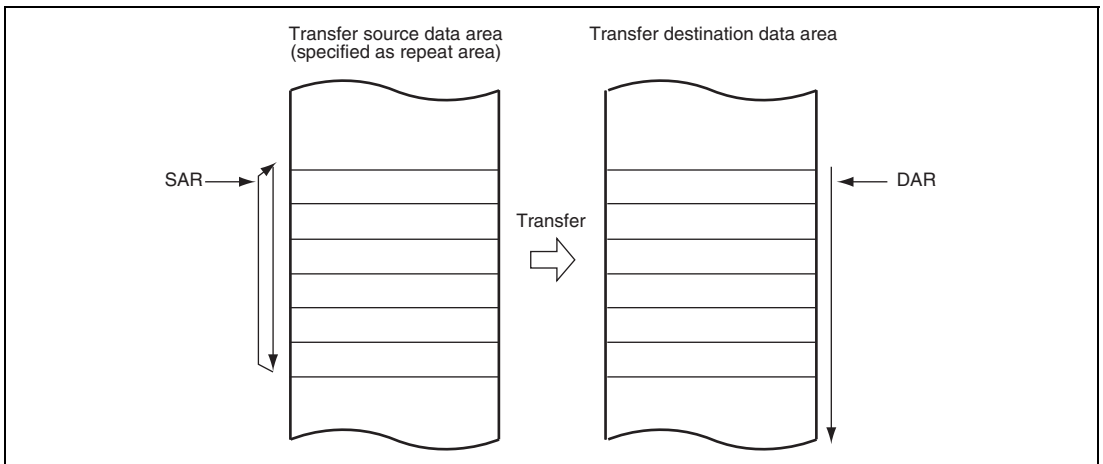 Transfer source data area
(specified as repeat area)
Transfer destination data area
SAR
DAR
Transfer